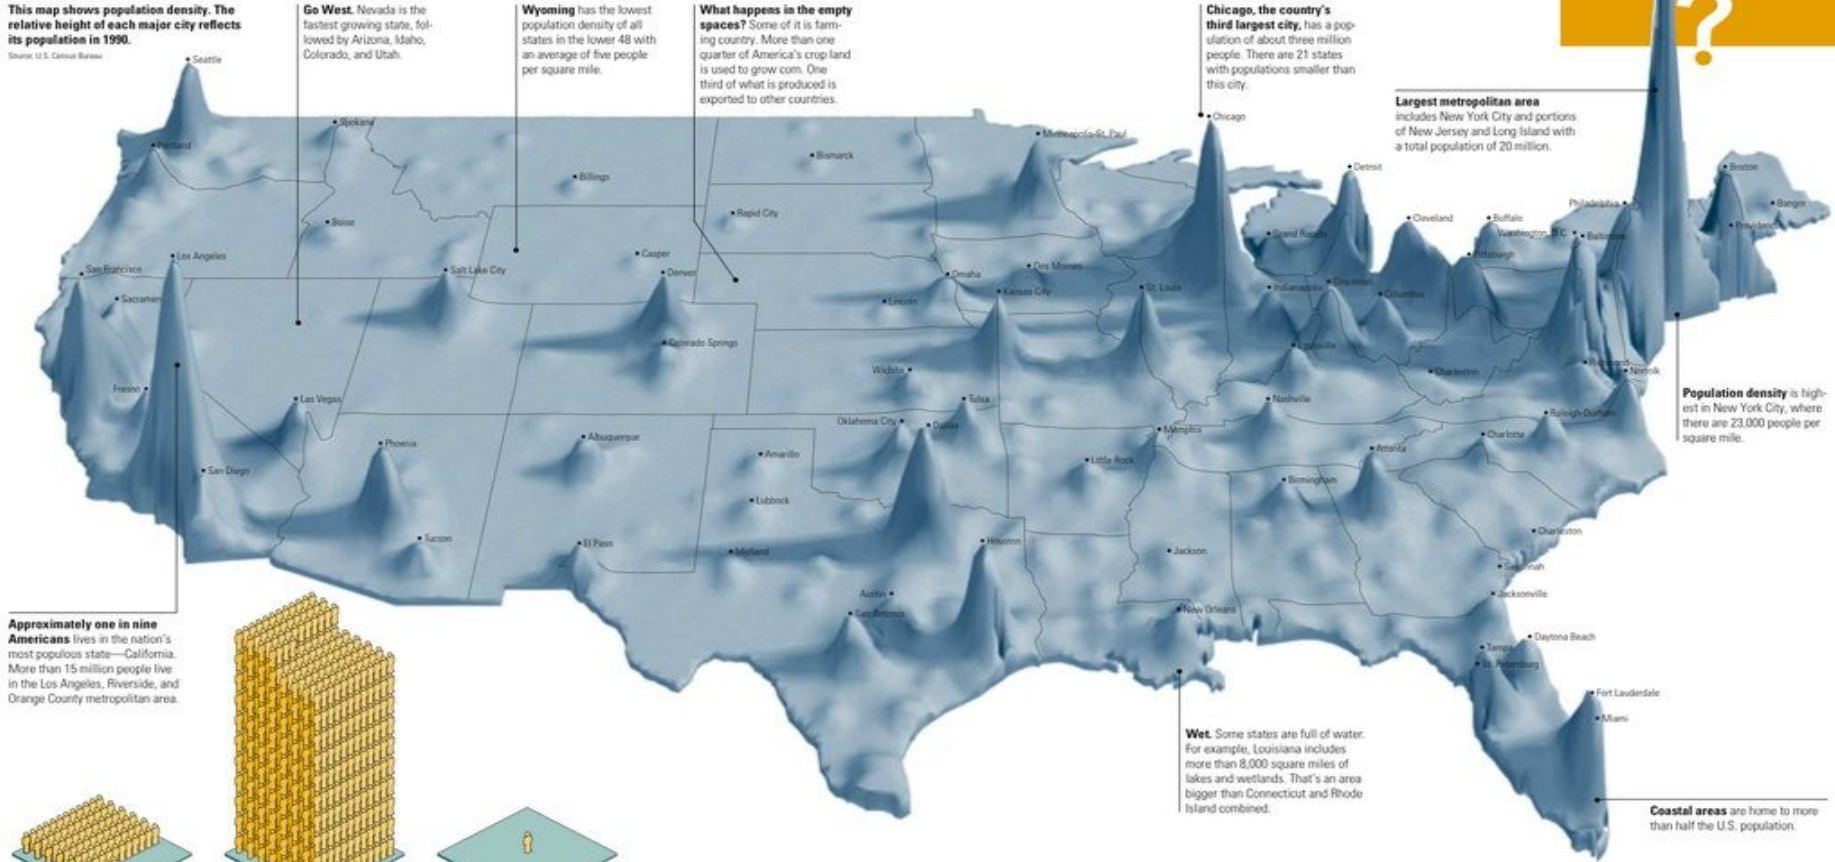 This map shows population density. The
relative height of each major city reflects
its population in 1990.
Source: U.S. Census Bureau
Go West. Nevada is the
fastest growing state, fol-
lowed by Arizona, Idaho,
Colorado, and Utah.
Wyoming has the lowest
population density of all
states in the lower 48 with
an average of five people
per square mile.
What happens in the empty
spaces? Some of it is farm-
ing country. More than one
quarter of America's crop land
is used to grow corn. One
third of what is produced is
exported to other countries.
Chicago, the country's
third largest city, has a pop-
ulation of about three million
people. There are 21 states
with populations smaller than
this city.
?
Largest metropolitan area
includes New York City and portions
of New Jersey and Long Island with
a total population of 20 million.
Seattle
Spokane
Portland
Minneapolis-St. Paul
Chicago
Bismarck
Billings
Detroit
Boston
Boise
Rapid City
Grand Rapids
Cleveland
Buffalo
Philadelphia
Bangor
Washington, D.C.
Baltimore
Providence
Pittsburgh
San Francisco
Los Angeles
Salt Lake City
Casper
Denver
Omaha
Des Moines
Sacramen
Lincoln
Kansas City
St. Louis
Indianapolis
Cincinnati
Columbus
Colorado Springs
Louisville
Wichita
Charleston
Richmond
Norfolk
Fresno
Las Vegas
Tulsa
Nashville
Oklahoma City
Dallas
Raleigh-Durham
Phoenix
Albuquerque
Memphis
Charlotte
San Diego
Amarillo
Little Rock
Atlanta
Birmingham
Lubbock
Tucson
El Paso
Midland
Houston
Jackson
Charleston
Savannah
Austin
San Antonio
New Orleans
Jacksonville
Daytona Beach
Tampa
St. Petersburg
Fort Lauderdale
Miami
Population density is high-
est in New York City, where
there are 23,000 people per
square mile.
Approximately one in nine
Americans lives in the nation's
most populous state—California.
More than 15 million people live
in the Los Angeles, Riverside, and
Orange County metropolitan area.
Wet. Some states are full of water.
For example, Louisiana includes
more than 8,000 square miles of
lakes and wetlands. That's an area
bigger than Connecticut and Rhode
Island combined.
Coastal areas are home to more
than half the U.S. population.